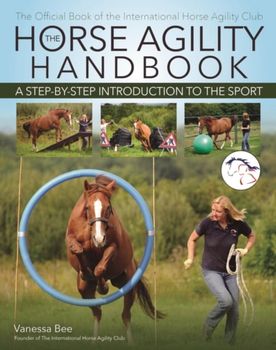 The Official Book of the International Horse Agility Club
THE
HORSE AGILITY
HANDBOOK
A STEP-BY-STEP INTRODUCTION TO THE SPORT
Vanessa Bee
Founder of The International Horse Agility Club